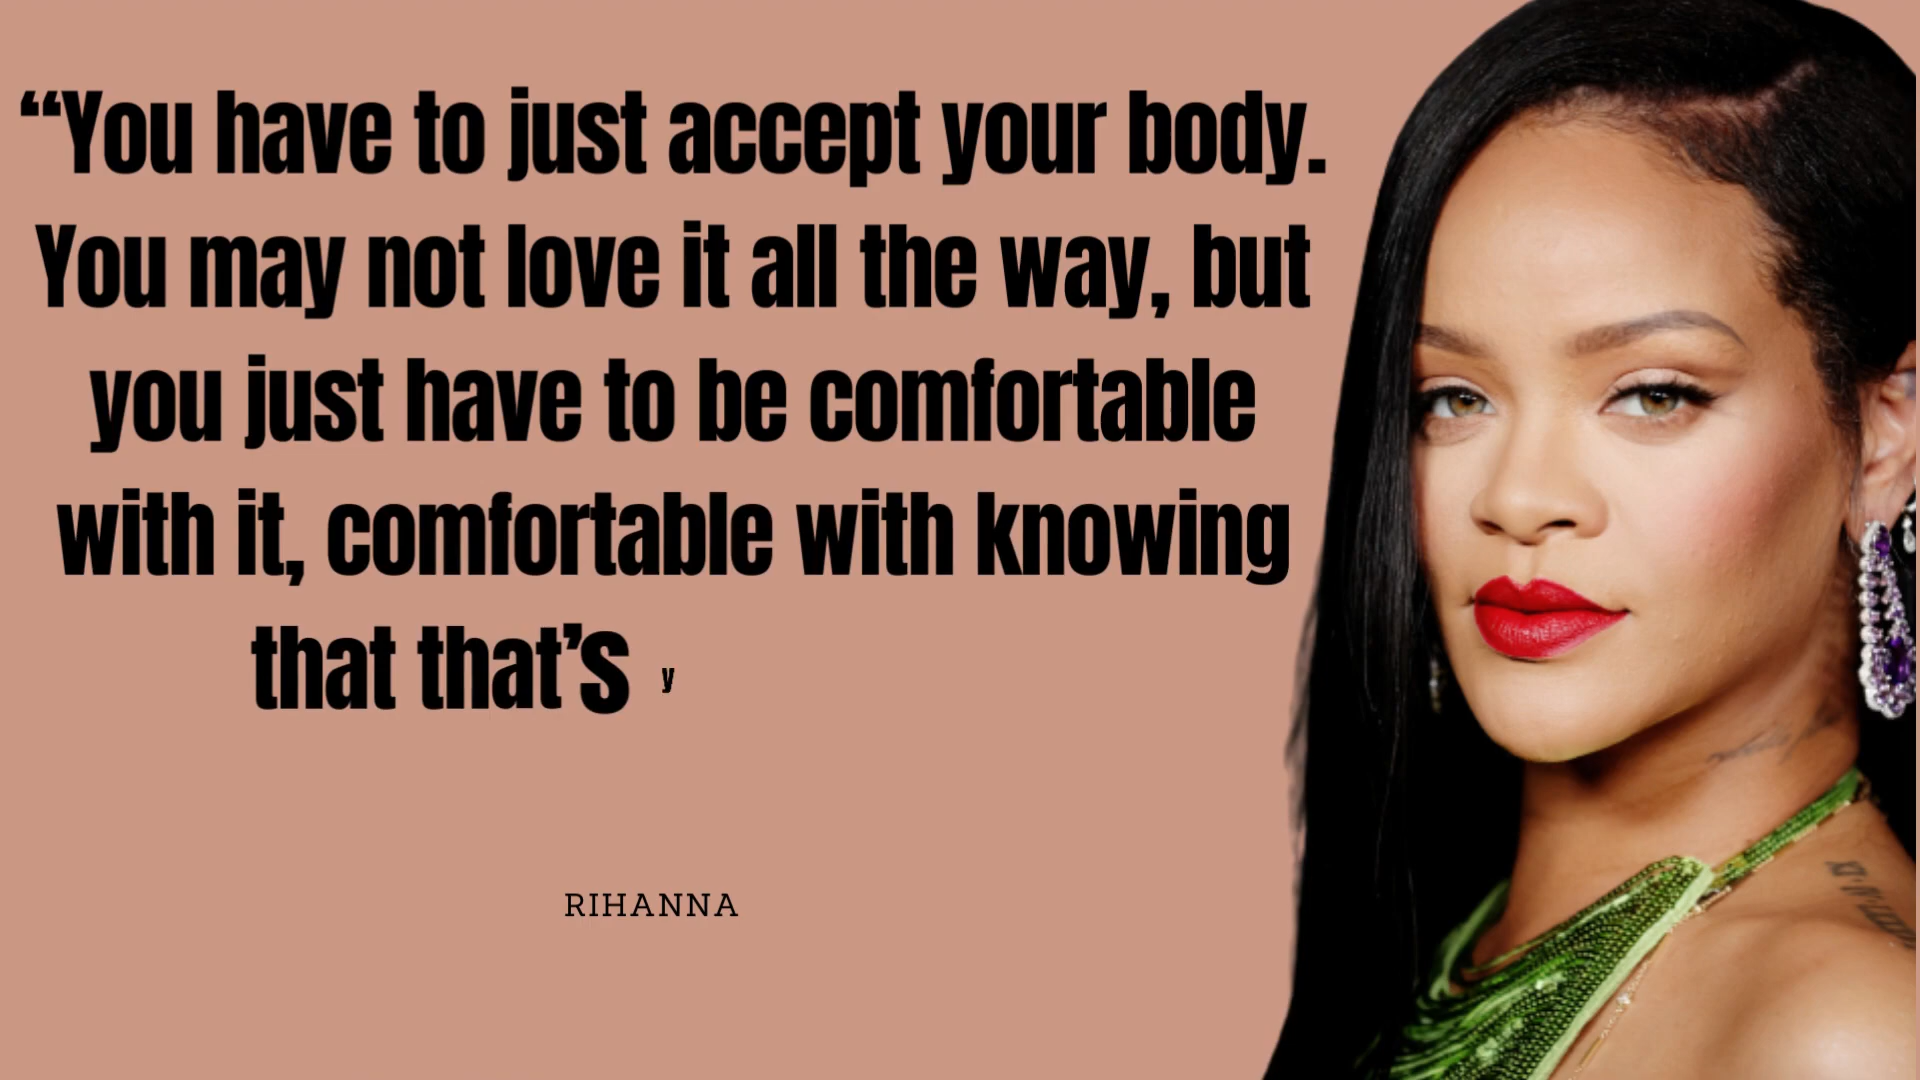 “You have to just accept your body.
You may not love it all the way, but
you just have to be comfortable
with it, comfortable with knowing
that that’s y
RIHANNA